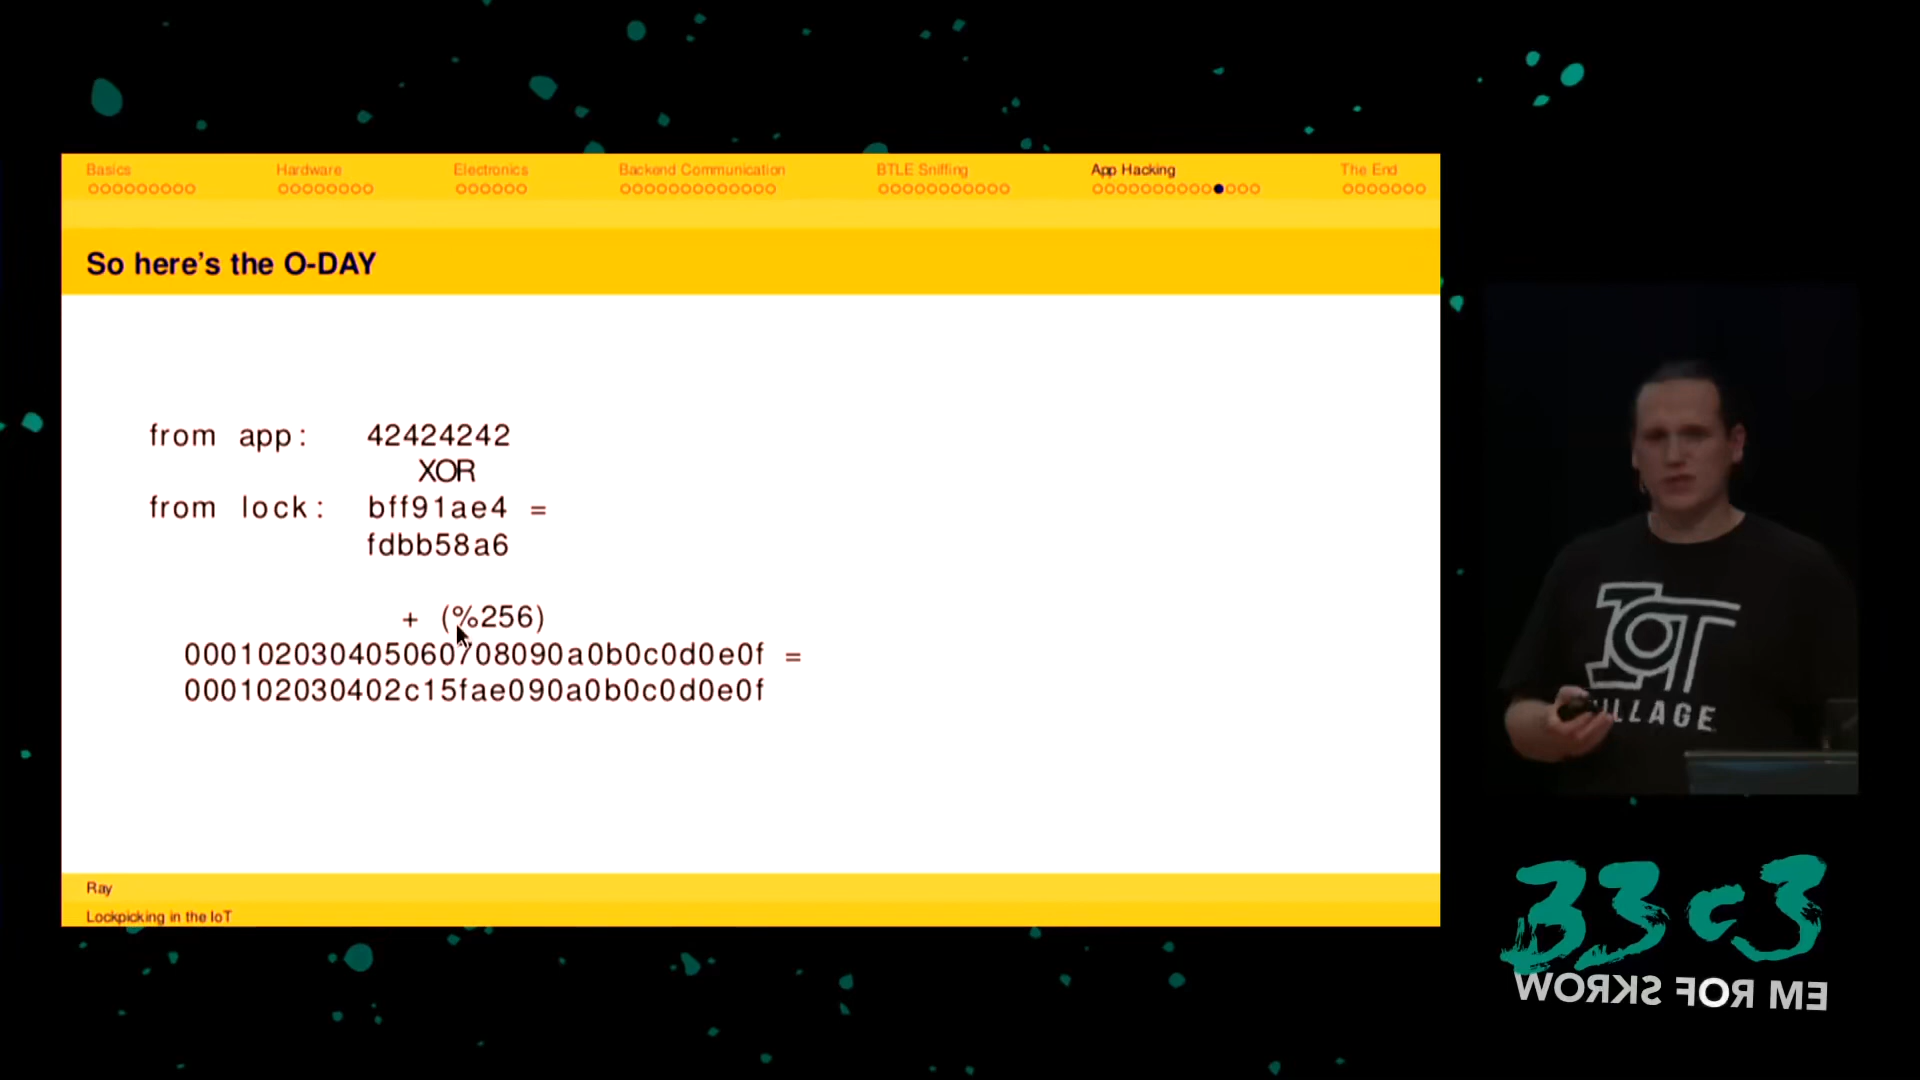 Basics Hardware Electronics Backend Communication BTLE Sniffing App Hacking The End
So here's the O-DAY
from app: 42424242
XOR
from lock: bff91ae4 =
fdbb58a6
+ (%256)
000102030405060708090a0b0c0d0e0f =
000102030402c15fae090a0b0c0d0e0f
Ray
Lockpicking in the IoT
IOT
VILLAGE
33c3
WORKS FOR ME